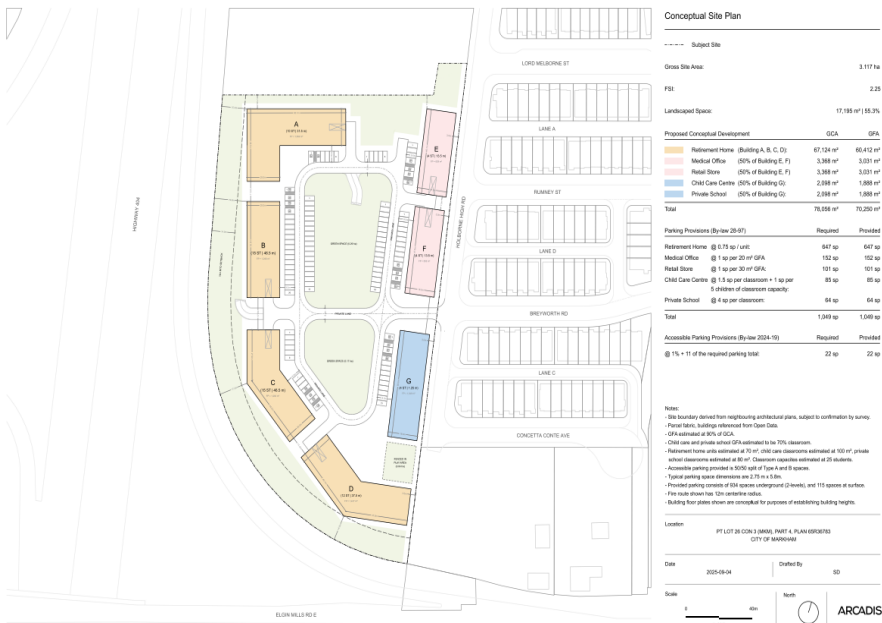 Conceptual Site Plan
Subject Site
Gross Site Area: 3.117 ha
FSI: 2.25
Landscaped Space: 17,195 m² | 55.3%
Proposed Conceptual Development GCA GFA
Retirement Home (Building A, B, C, D): 67,124 m² 60,412 m²
Medical Office (50% of Building E, F) 3,368 m² 3,031 m²
Retail Store (50% of Building E, F) 3,368 m² 3,031 m²
Child Care Centre (50% of Building G): 2,098 m² 1,888 m²
Private School (50% of Building G): 2,098 m² 1,888 m²
Total 78,056 m² 70,250 m²
Parking Provisions (By-law 28-97) Required Provided
Retirement Home @ 0.75 sp / unit: 647 sp 647 sp
Medical Office @ 1 sp per 20 m² GFA 152 sp 152 sp
Retail Store @ 1 sp per 30 m² GFA: 101 sp 101 sp
Child Care Centre @ 1.5 sp per classroom + 1 sp per 85 sp 85 sp
5 children of classroom capacity:
Private School @ 4 sp per classroom: 64 sp 64 sp
Total 1,049 sp 1,049 sp
Accessible Parking Provisions (By-law 2024-19) Required Provided
@ 1% + 11 of the required parking total: 22 sp 22 sp
Notes:
- Site boundary derived from neighbouring architectural plans, subject to confirmation by survey.
- Parcel fabric, buildings referenced from Open Data.
- GFA estimated at 90% of GCA.
- Child care and private school GFA estimated to be 70% classroom.
- Retirement home units estimated at 70 m², child care classrooms estimated at 100 m², private
school classrooms estimated at 80 m². Classroom capacities estimated at 25 students.
- Accessible parking provided is 50/50 split of Type A and B spaces.
- Typical parking space dimensions are 2.75 m x 5.8m.
- Provided parking consists of 934 spaces underground (2-levels), and 115 spaces at surface.
- Fire route shown has 12m centerline radius.
- Building floor plates shown are conceptual for purposes of establishing building heights.
Location
PT LOT 26 CON 3 (MKM), PART 4, PLAN 65R36783
CITY OF MARKHAM
Date Drafted By
2025-09-04 SD
Scale North
0 40m
ARCADIS
LORD MELBORNE ST
LANE A
RUMNEY ST
LANE D
BREYWORTH RD
LANE C
CONCETTA CONTE AVE
HOLBORNE HIGH RD
HIGHWAY 404
ELGIN MILLS RD E
A
B
C
D
E
F
G